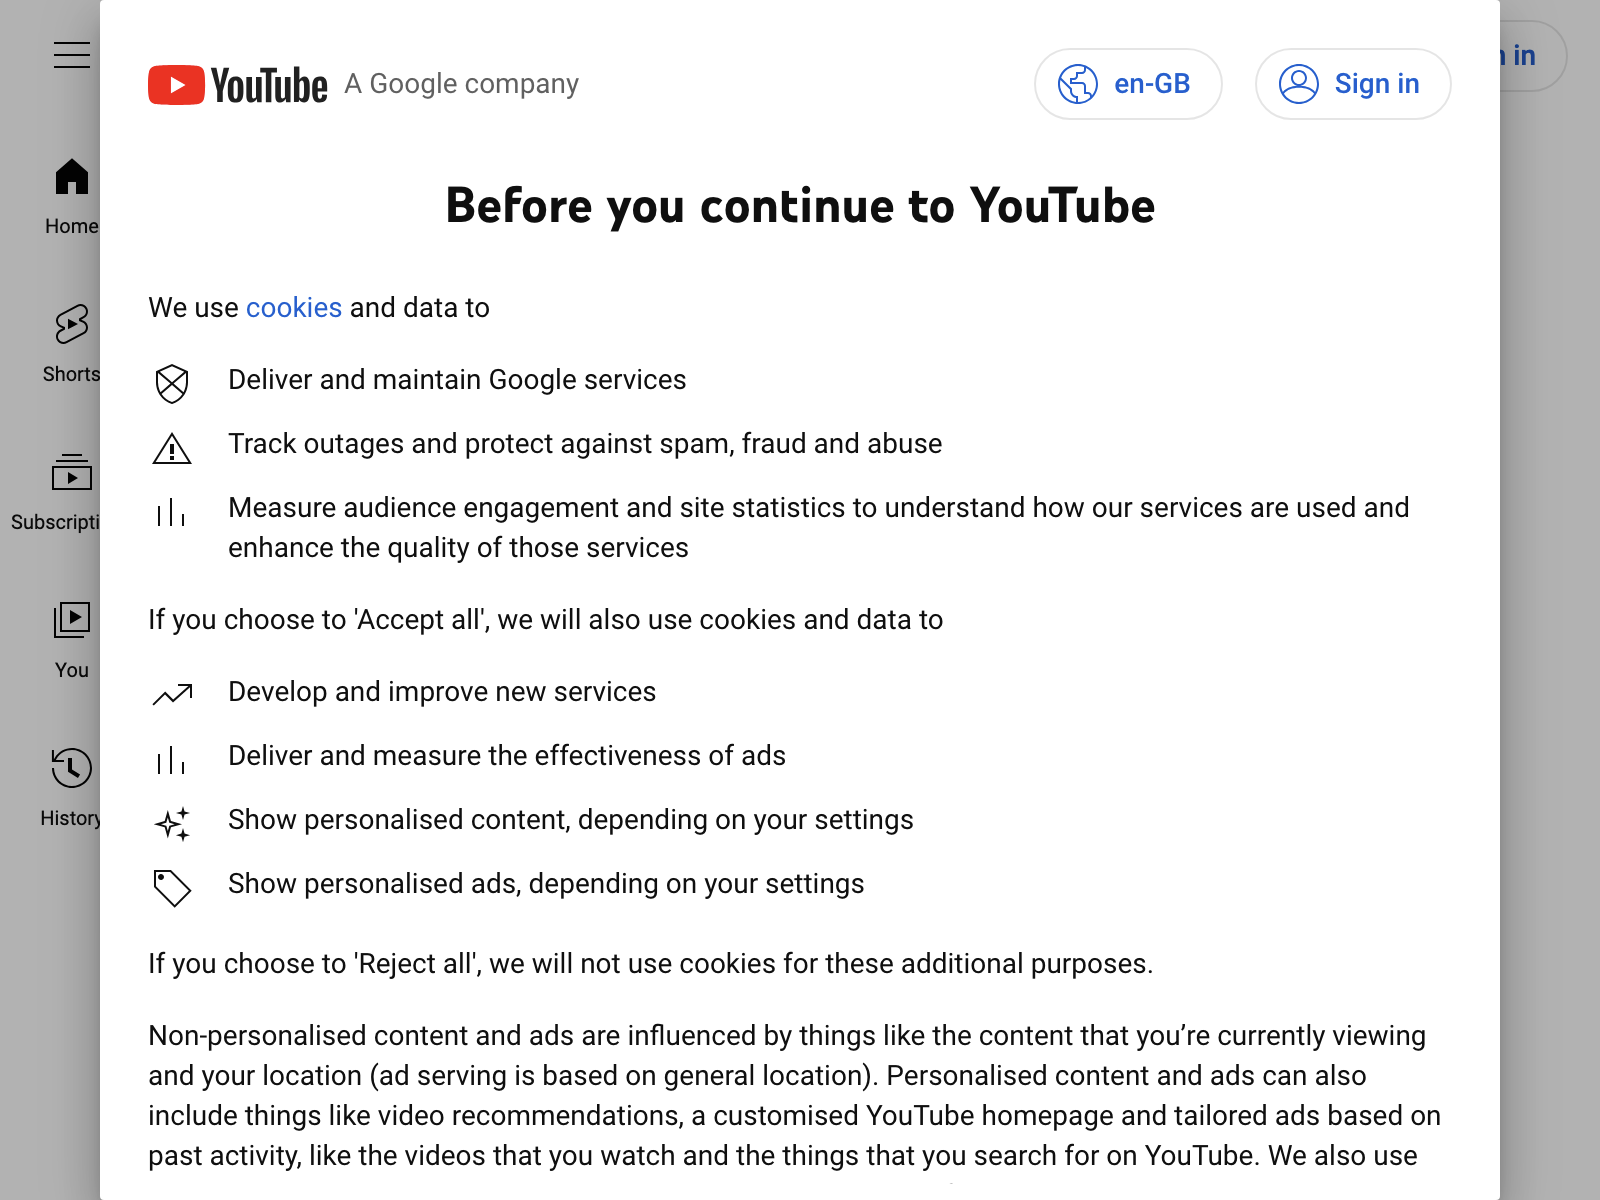 YouTube A Google company
en-GB
Sign in
in
Before you continue to YouTube
Home
Shorts
Subscripti
You
History
We use cookies and data to
Deliver and maintain Google services
Track outages and protect against spam, fraud and abuse
Measure audience engagement and site statistics to understand how our services are used and
enhance the quality of those services
If you choose to 'Accept all', we will also use cookies and data to
Develop and improve new services
Deliver and measure the effectiveness of ads
Show personalised content, depending on your settings
Show personalised ads, depending on your settings
If you choose to 'Reject all', we will not use cookies for these additional purposes.
Non-personalised content and ads are influenced by things like the content that you’re currently viewing
and your location (ad serving is based on general location). Personalised content and ads can also
include things like video recommendations, a customised YouTube homepage and tailored ads based on
past activity, like the videos that you watch and the things that you search for on YouTube. We also use